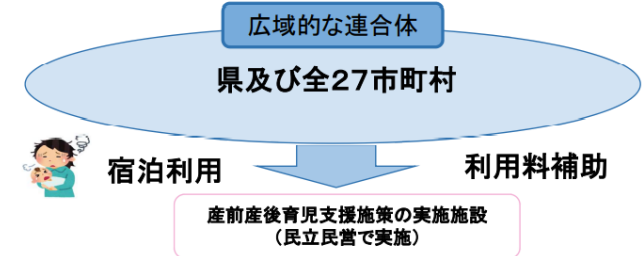 広域的な連合体
県及び全27市町村
宿泊利用
利用料補助
産前産後育児支援施策の実施施設
（民立民営で実施）